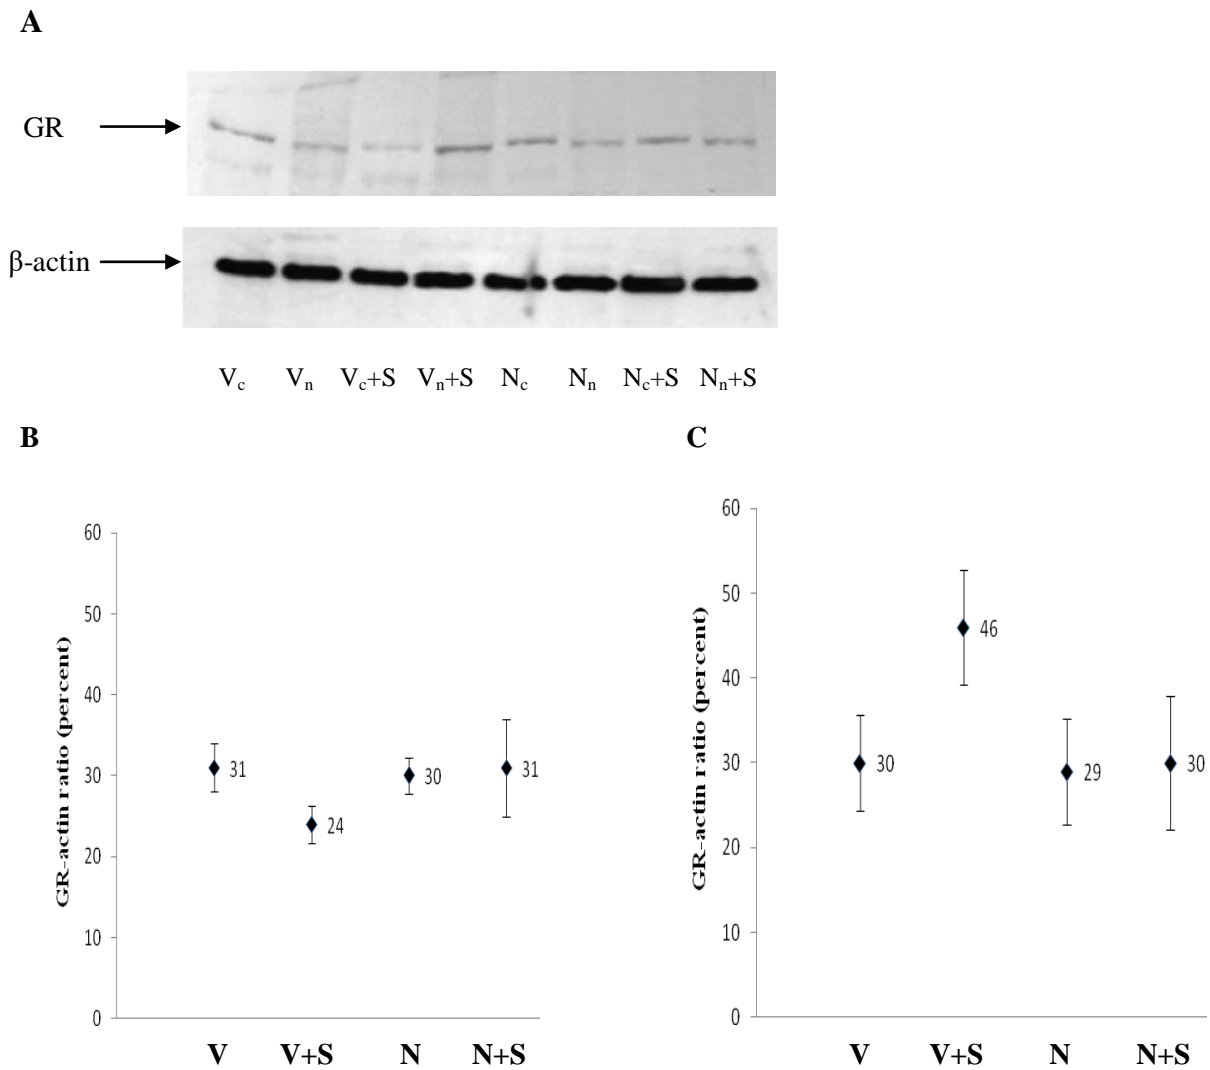 A
GR
β-actin
Vc Vn Vc+S Vn+S Nc Nn Nc+S Nn+S
B
GR-actin ratio (percent)
60
50
40
30
20
10
0
31
24
30
31
V V+S N N+S
C
GR-actin ratio (percent)
60
50
40
30
20
10
0
30
46
29
30
V V+S N N+S